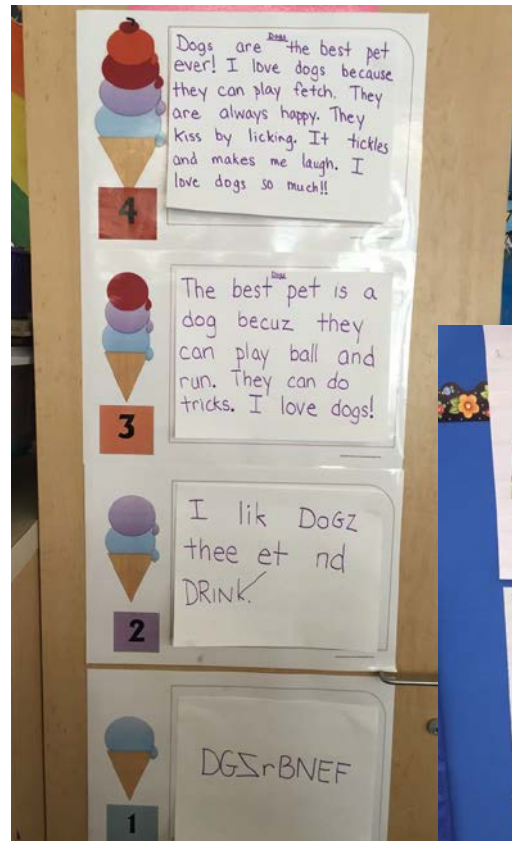 Dogs
Dogs are the best pet
ever! I love dogs because
they can play fetch. They
are always happy. They
kiss by licking. It tickles
and makes me laugh. I
love dogs so much!!
4
Dogs
The best pet is a
dog becuz they
can play ball and
run. They can do
tricks. I love dogs!
3
I lik DoGZ
thee et nd
DRINK.
2
DGZrBNEF
1